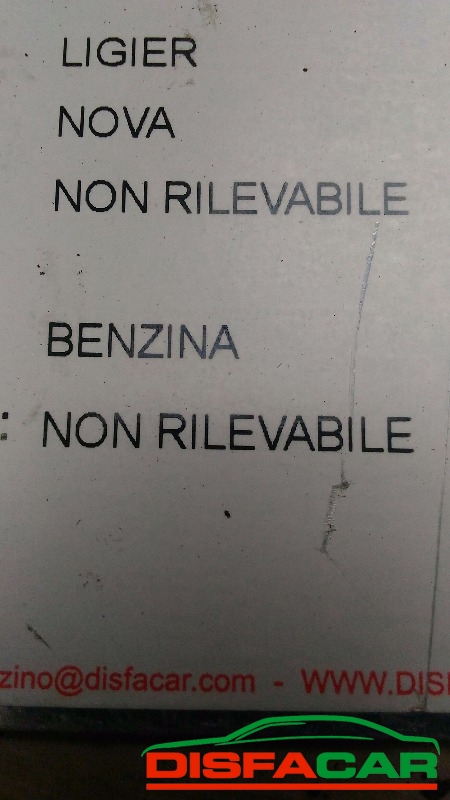 LIGIER
NOVA
NON RILEVABILE
BENZINA
: NON RILEVABILE
zino@disfacar.com - WWW.DIS
DISFACAR